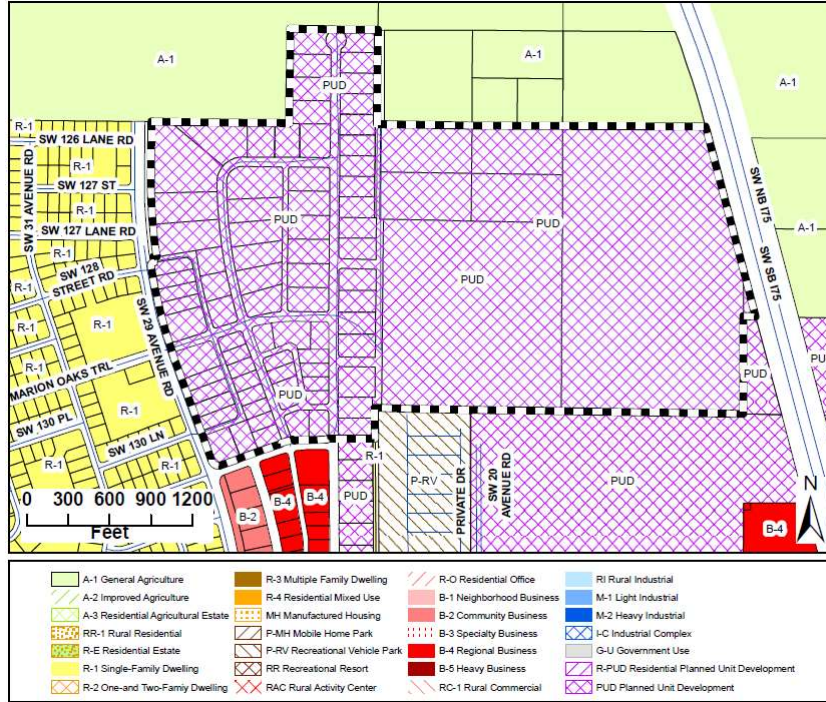 A-1
A-1
A-1
PUD
R-1
SW 126 LANE RD
R-1
SW 127 ST
R-1
SW 31 AVENUE RD
SW 127 LANE RD
R-1
SW 128
STREET RD
R-1
R-1
R-1
R-1
MARION OAKS TRL
R-1
SW 130 PL
SW 130 LN
R-1
R-1
SW 29 AVENUE RD
PUD
PUD
PUD
PUD
SW NB I75
SW SB I75
A-1
PUD
PU
R-1
P-RV
PRIVATE DR
SW 20
AVENUE RD
PUD
PUD
B-2
B-4
B-4
B-4
N
0 300 600 900 1200
Feet
A-1 General Agriculture
A-2 Improved Agriculture
A-3 Residential Agricultural Estate
RR-1 Rural Residential
R-E Residential Estate
R-1 Single-Family Dwelling
R-2 One-and Two-Famiy Dwelling
R-3 Multiple Family Dwelling
R-4 Residential Mixed Use
MH Manufactured Housing
P-MH Mobile Home Park
P-RV Recreational Vehicle Park
RR Recreational Resort
RAC Rural Activity Center
R-O Residential Office
B-1 Neighborhood Business
B-2 Community Business
B-3 Specialty Business
B-4 Regional Business
B-5 Heavy Business
RC-1 Rural Commercial
RI Rural Industrial
M-1 Light Industrial
M-2 Heavy Industrial
I-C Industrial Complex
G-U Government Use
R-PUD Residential Planned Unit Development
PUD Planned Unit Development